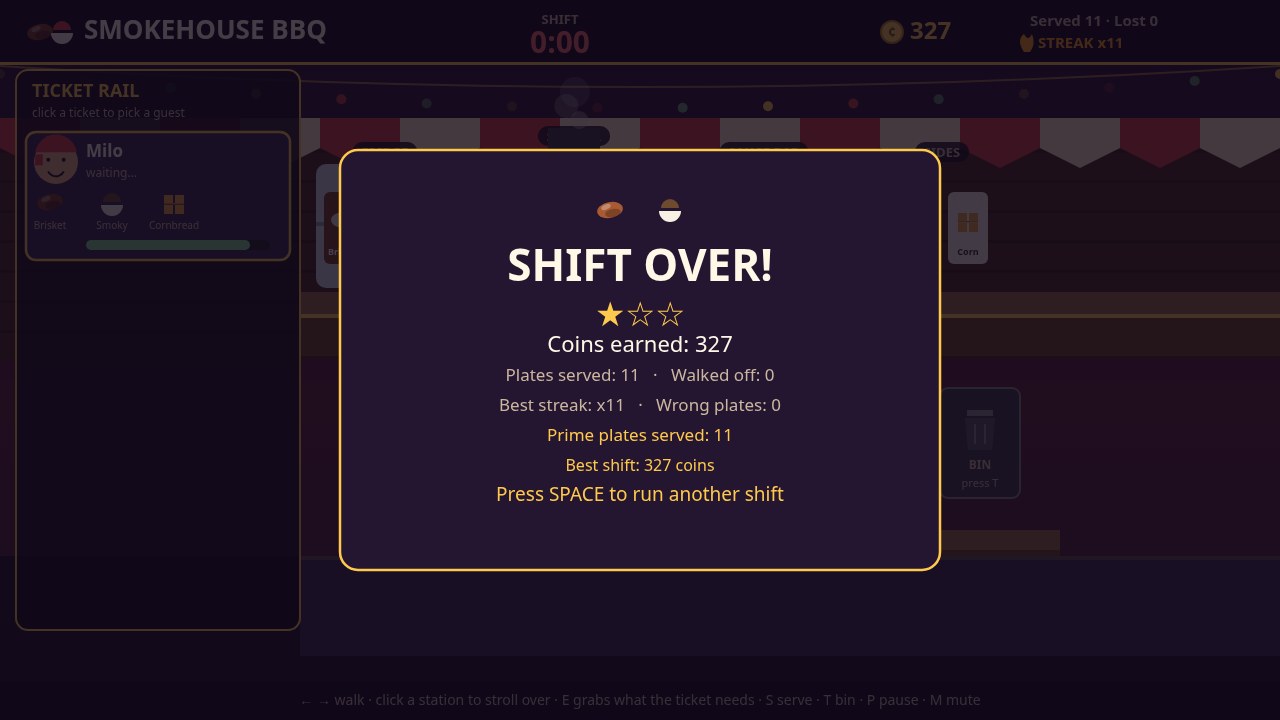 SMOKEHOUSE BBQ
SHIFT
0:00
327
Served 11 · Lost 0
STREAK x11
TICKET RAIL
click a ticket to pick a guest
Milo
waiting...
Brisket Smoky Cornbread
Corn
SHIFT OVER!
★☆☆
Coins earned: 327
Plates served: 11 · Walked off: 0
Best streak: x11 · Wrong plates: 0
Prime plates served: 11
Best shift: 327 coins
Press SPACE to run another shift
BIN
press T
← → walk · click a station to stroll over · E grabs what the ticket needs · S serve · T bin · P pause · M mute